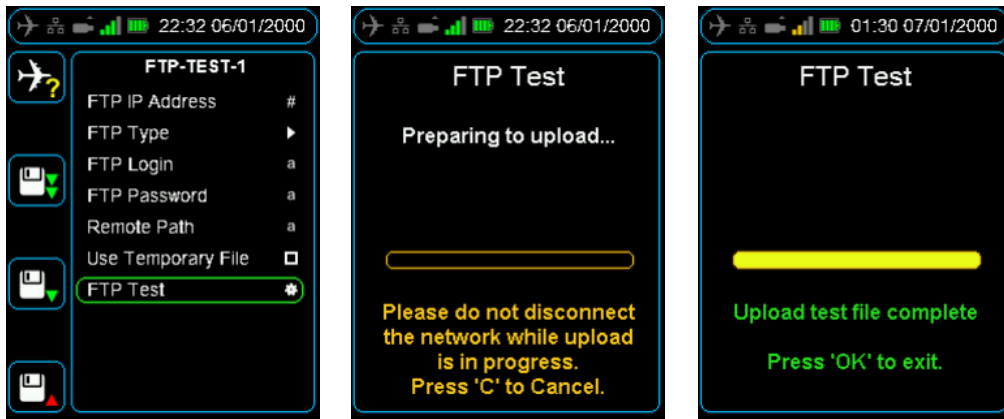 22:32 06/01/2000
FTP-TEST-1
FTP IP Address #
FTP Type
FTP Login a
FTP Password a
Remote Path a
Use Temporary File
FTP Test
22:32 06/01/2000
FTP Test
Preparing to upload...
Please do not disconnect
the network while upload
is in progress.
Press 'C' to Cancel.
01:30 07/01/2000
FTP Test
Upload test file complete
Press 'OK' to exit.